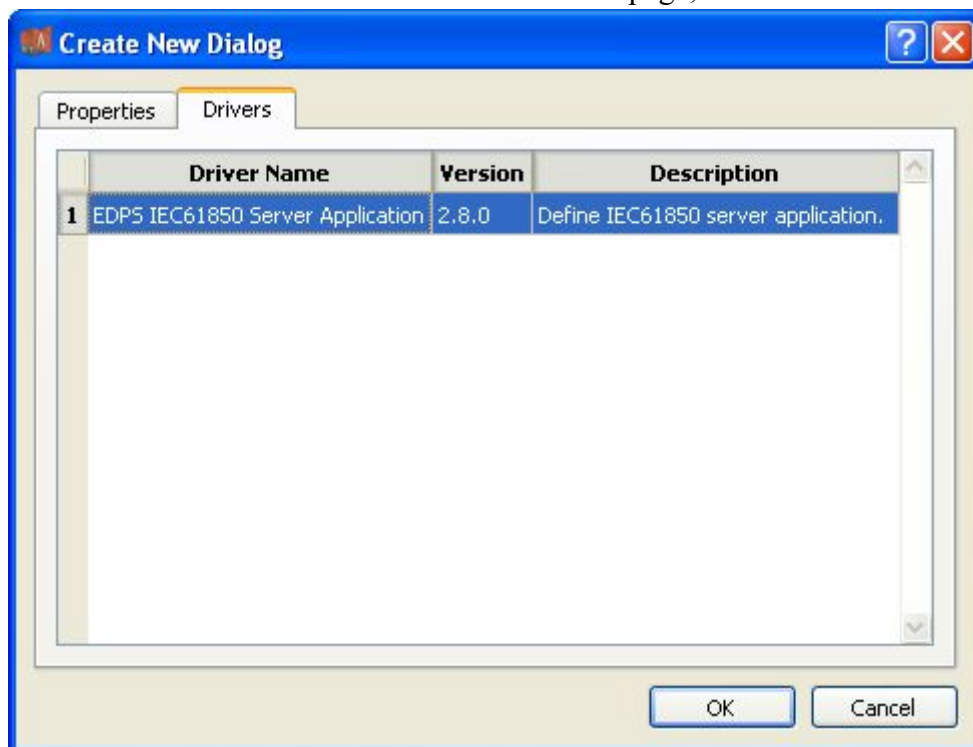 page,
Create New Dialog
Properties Drivers
Driver Name Version Description
1 EDPS IEC61850 Server Application 2.8.0 Define IEC61850 server application.
OK Cancel